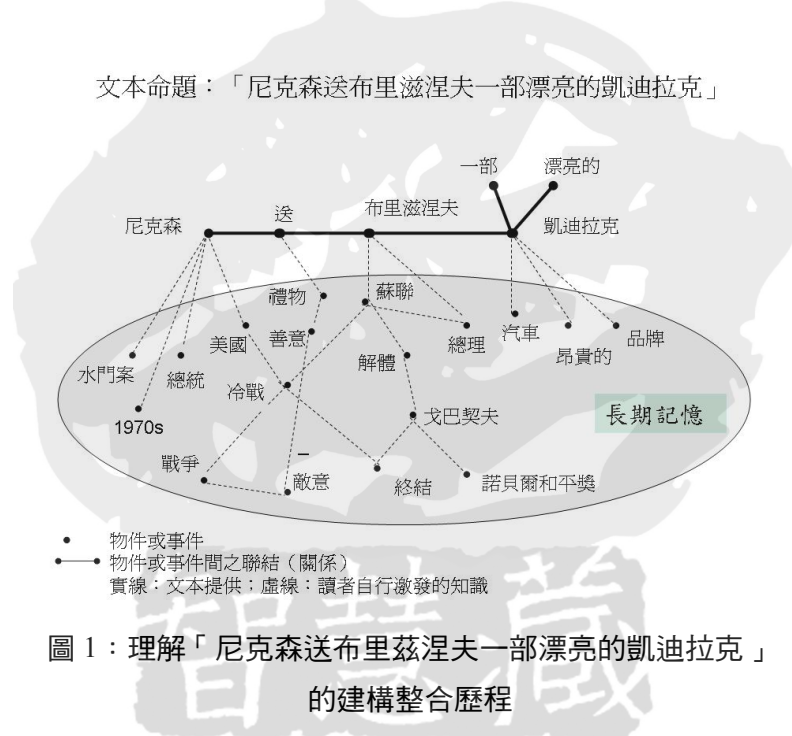 文本命題：「尼克森送布里滋涅夫一部漂亮的凱迪拉克」
一部 漂亮的
尼克森 送 布里滋涅夫 凱迪拉克
禮物 蘇聯
美國 善意 總理 汽車 品牌
水門案 總統 冷戰 解體 昂貴的
1970s 戈巴契夫 長期記憶
戰爭 –
敵意 終結 諾貝爾和平獎
物件或事件
物件或事件間之聯結（關係）
實線：文本提供；虛線：讀者自行激發的知識
圖 1：理解「尼克森送布里茲涅夫一部漂亮的凱迪拉克」
的建構整合歷程
智慧藏